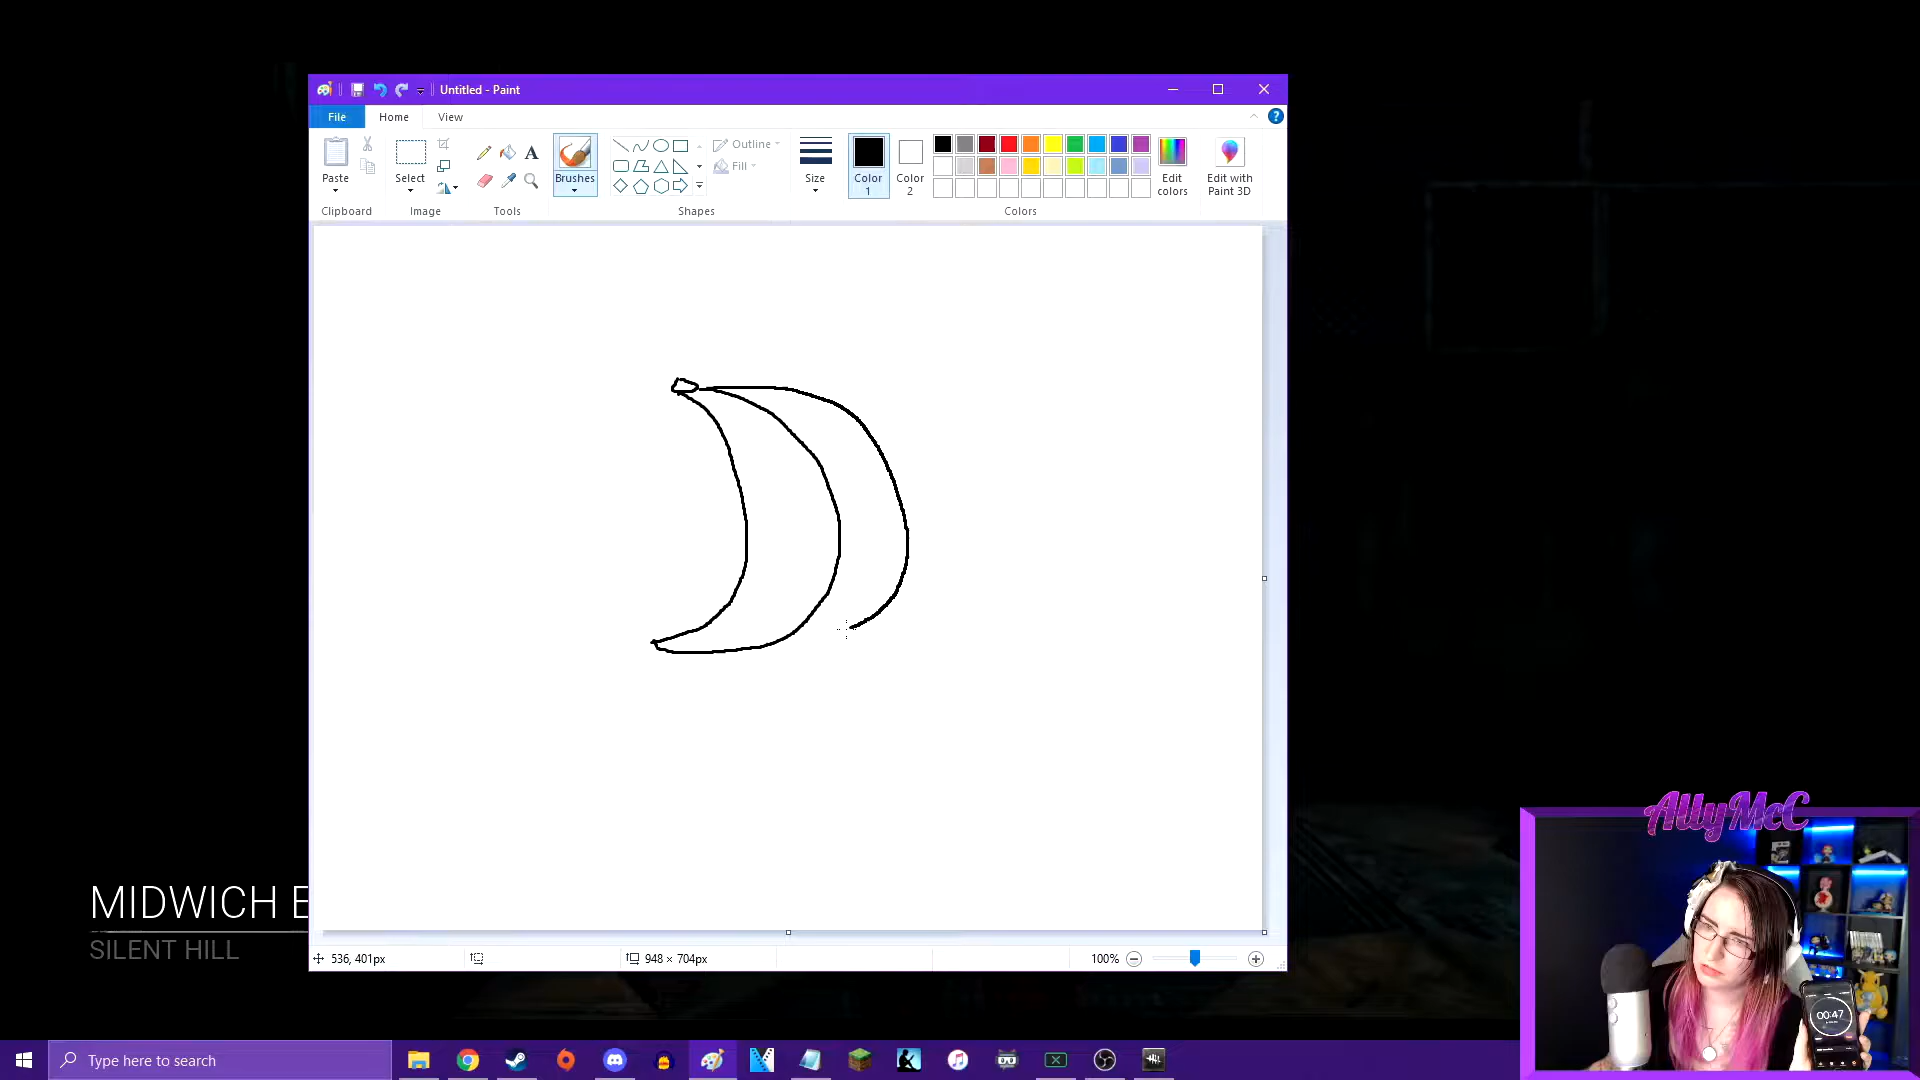 Untitled - Paint
File Home View
Paste
Select
A
Brushes
Outline
Fill
Size
Color 1
Color 2
Edit colors
Edit with Paint 3D
Clipboard Image Tools Shapes Colors
MIDWICH E
SILENT HILL
536, 401px
948 × 704px
100%
AllyMcC
00:47
Type here to search